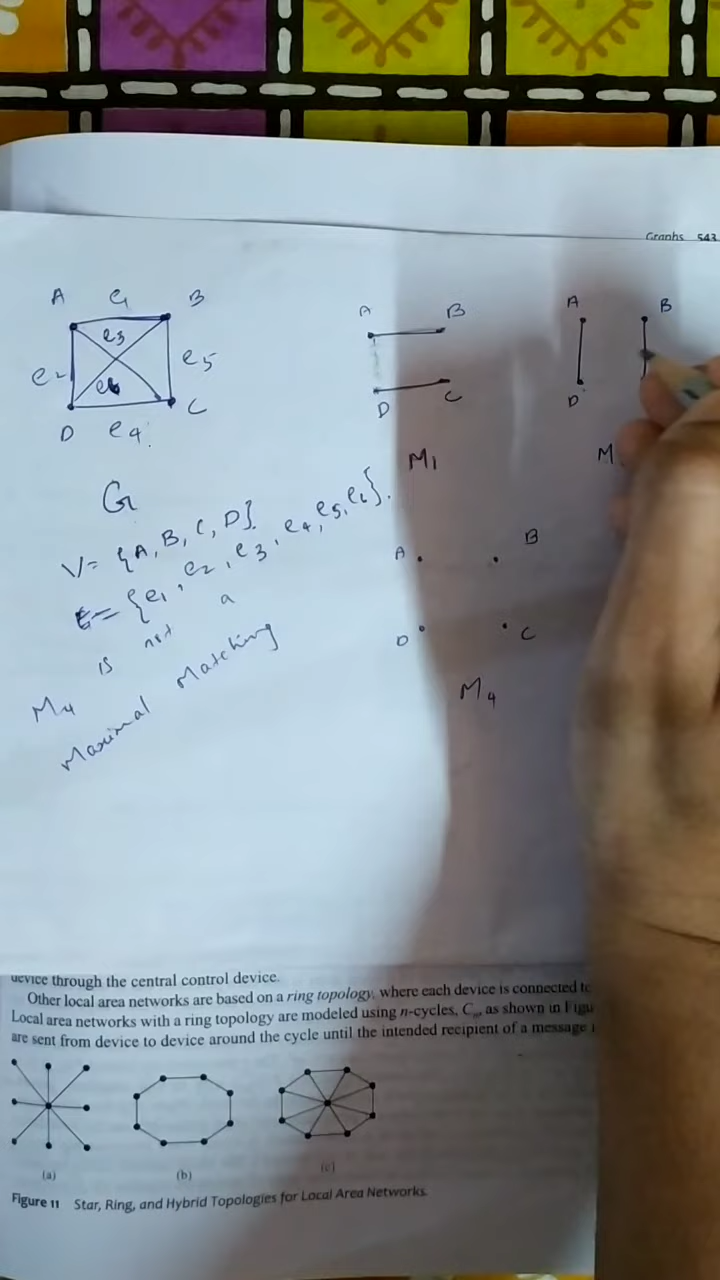 Graphs 543
A e1 B
e3
e2 e5
e6
D e4 C
G
V= {A, B, C, D}.
E= {e1, e2, e3, e4, e5, e6}.
M4 is not a
Maximal Matching
A B
D C
M1
A B
D
M
A B
D C
M4
device through the central control device.
Other local area networks are based on a ring topology, where each device is connected to
Local area networks with a ring topology are modeled using n-cycles, Cn, as shown in Figu
are sent from device to device around the cycle until the intended recipient of a message i
(a) (b) (c)
Figure 11 Star, Ring, and Hybrid Topologies for Local Area Networks.